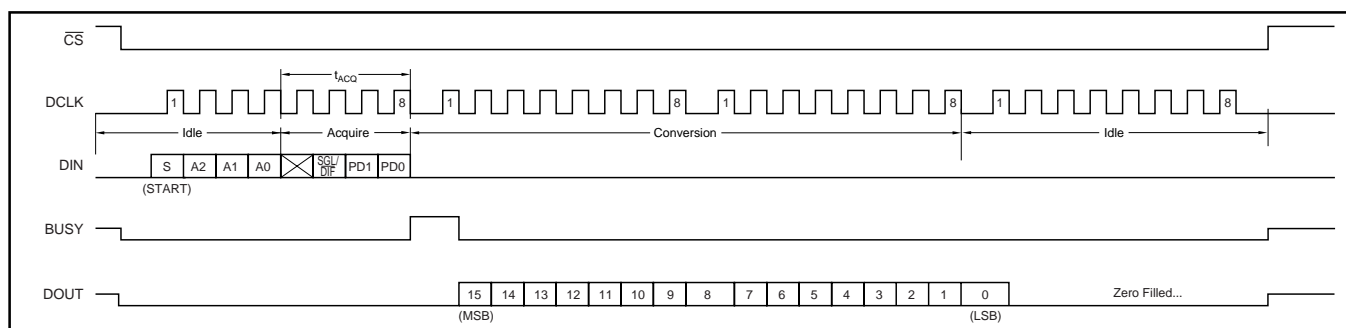 CS
tACQ
DCLK 1 8 1 8 1 8 1 8
Idle Acquire Conversion Idle
DIN S A2 A1 A0 SGL/DIF PD1 PD0
(START)
BUSY
DOUT 15 14 13 12 11 10 9 8 7 6 5 4 3 2 1 0 Zero Filled...
(MSB) (LSB)